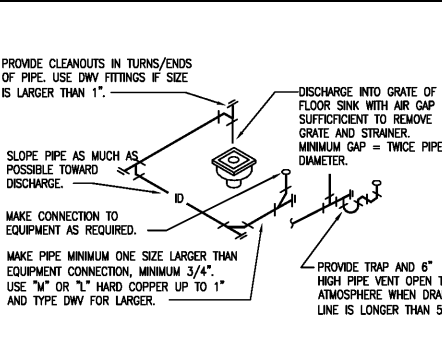 PROVIDE CLEANOUTS IN TURNS/ENDS
OF PIPE. USE DWV FITTINGS IF SIZE
IS LARGER THAN 1".
DISCHARGE INTO GRATE OF
FLOOR SINK WITH AIR GAP
SUFFICFICIENT TO REMOVE
GRATE AND STRAINER.
MINIMUM GAP = TWICE PIPE
DIAMETER.
SLOPE PIPE AS MUCH AS
POSSIBLE TOWARD
DISCHARGE.
ID
MAKE CONNECTION TO
EQUIPMENT AS REQUIRED.
MAKE PIPE MINIMUM ONE SIZE LARGER THAN
EQUIPMENT CONNECTION, MINIMUM 3/4".
USE "M" OR "L" HARD COPPER UP TO 1"
AND TYPE DWV FOR LARGER.
PROVIDE TRAP AND 6"
HIGH PIPE VENT OPEN T
ATMOSPHERE WHEN DRA
LINE IS LONGER THAN 5